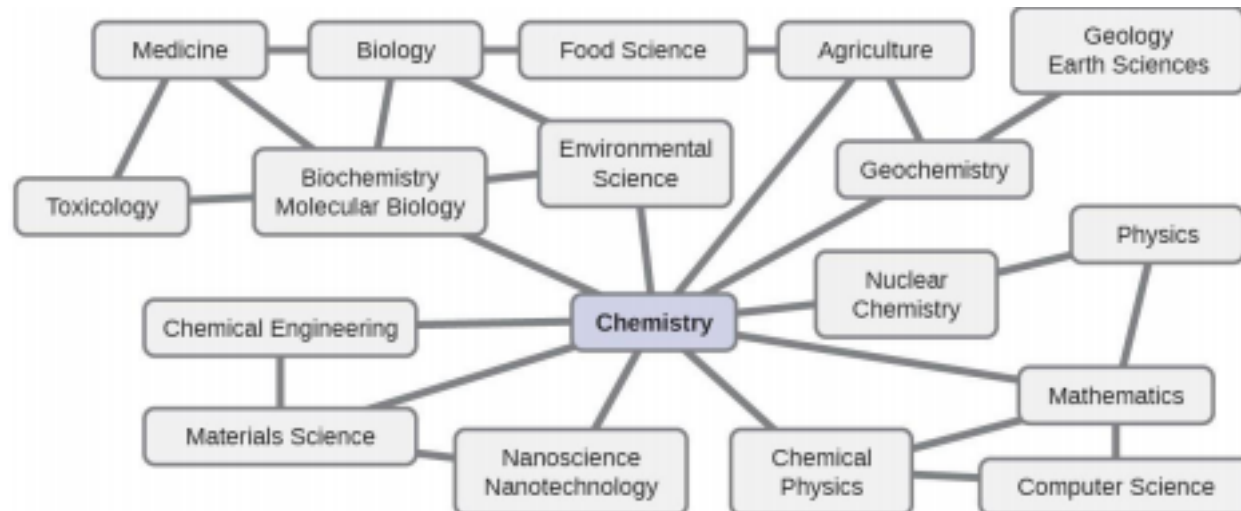 Medicine
Biology
Food Science
Agriculture
Geology
Earth Sciences
Environmental
Science
Geochemistry
Biochemistry
Molecular Biology
Toxicology
Physics
Nuclear
Chemistry
Chemical Engineering
Chemistry
Mathematics
Materials Science
Nanoscience
Nanotechnology
Chemical
Physics
Computer Science